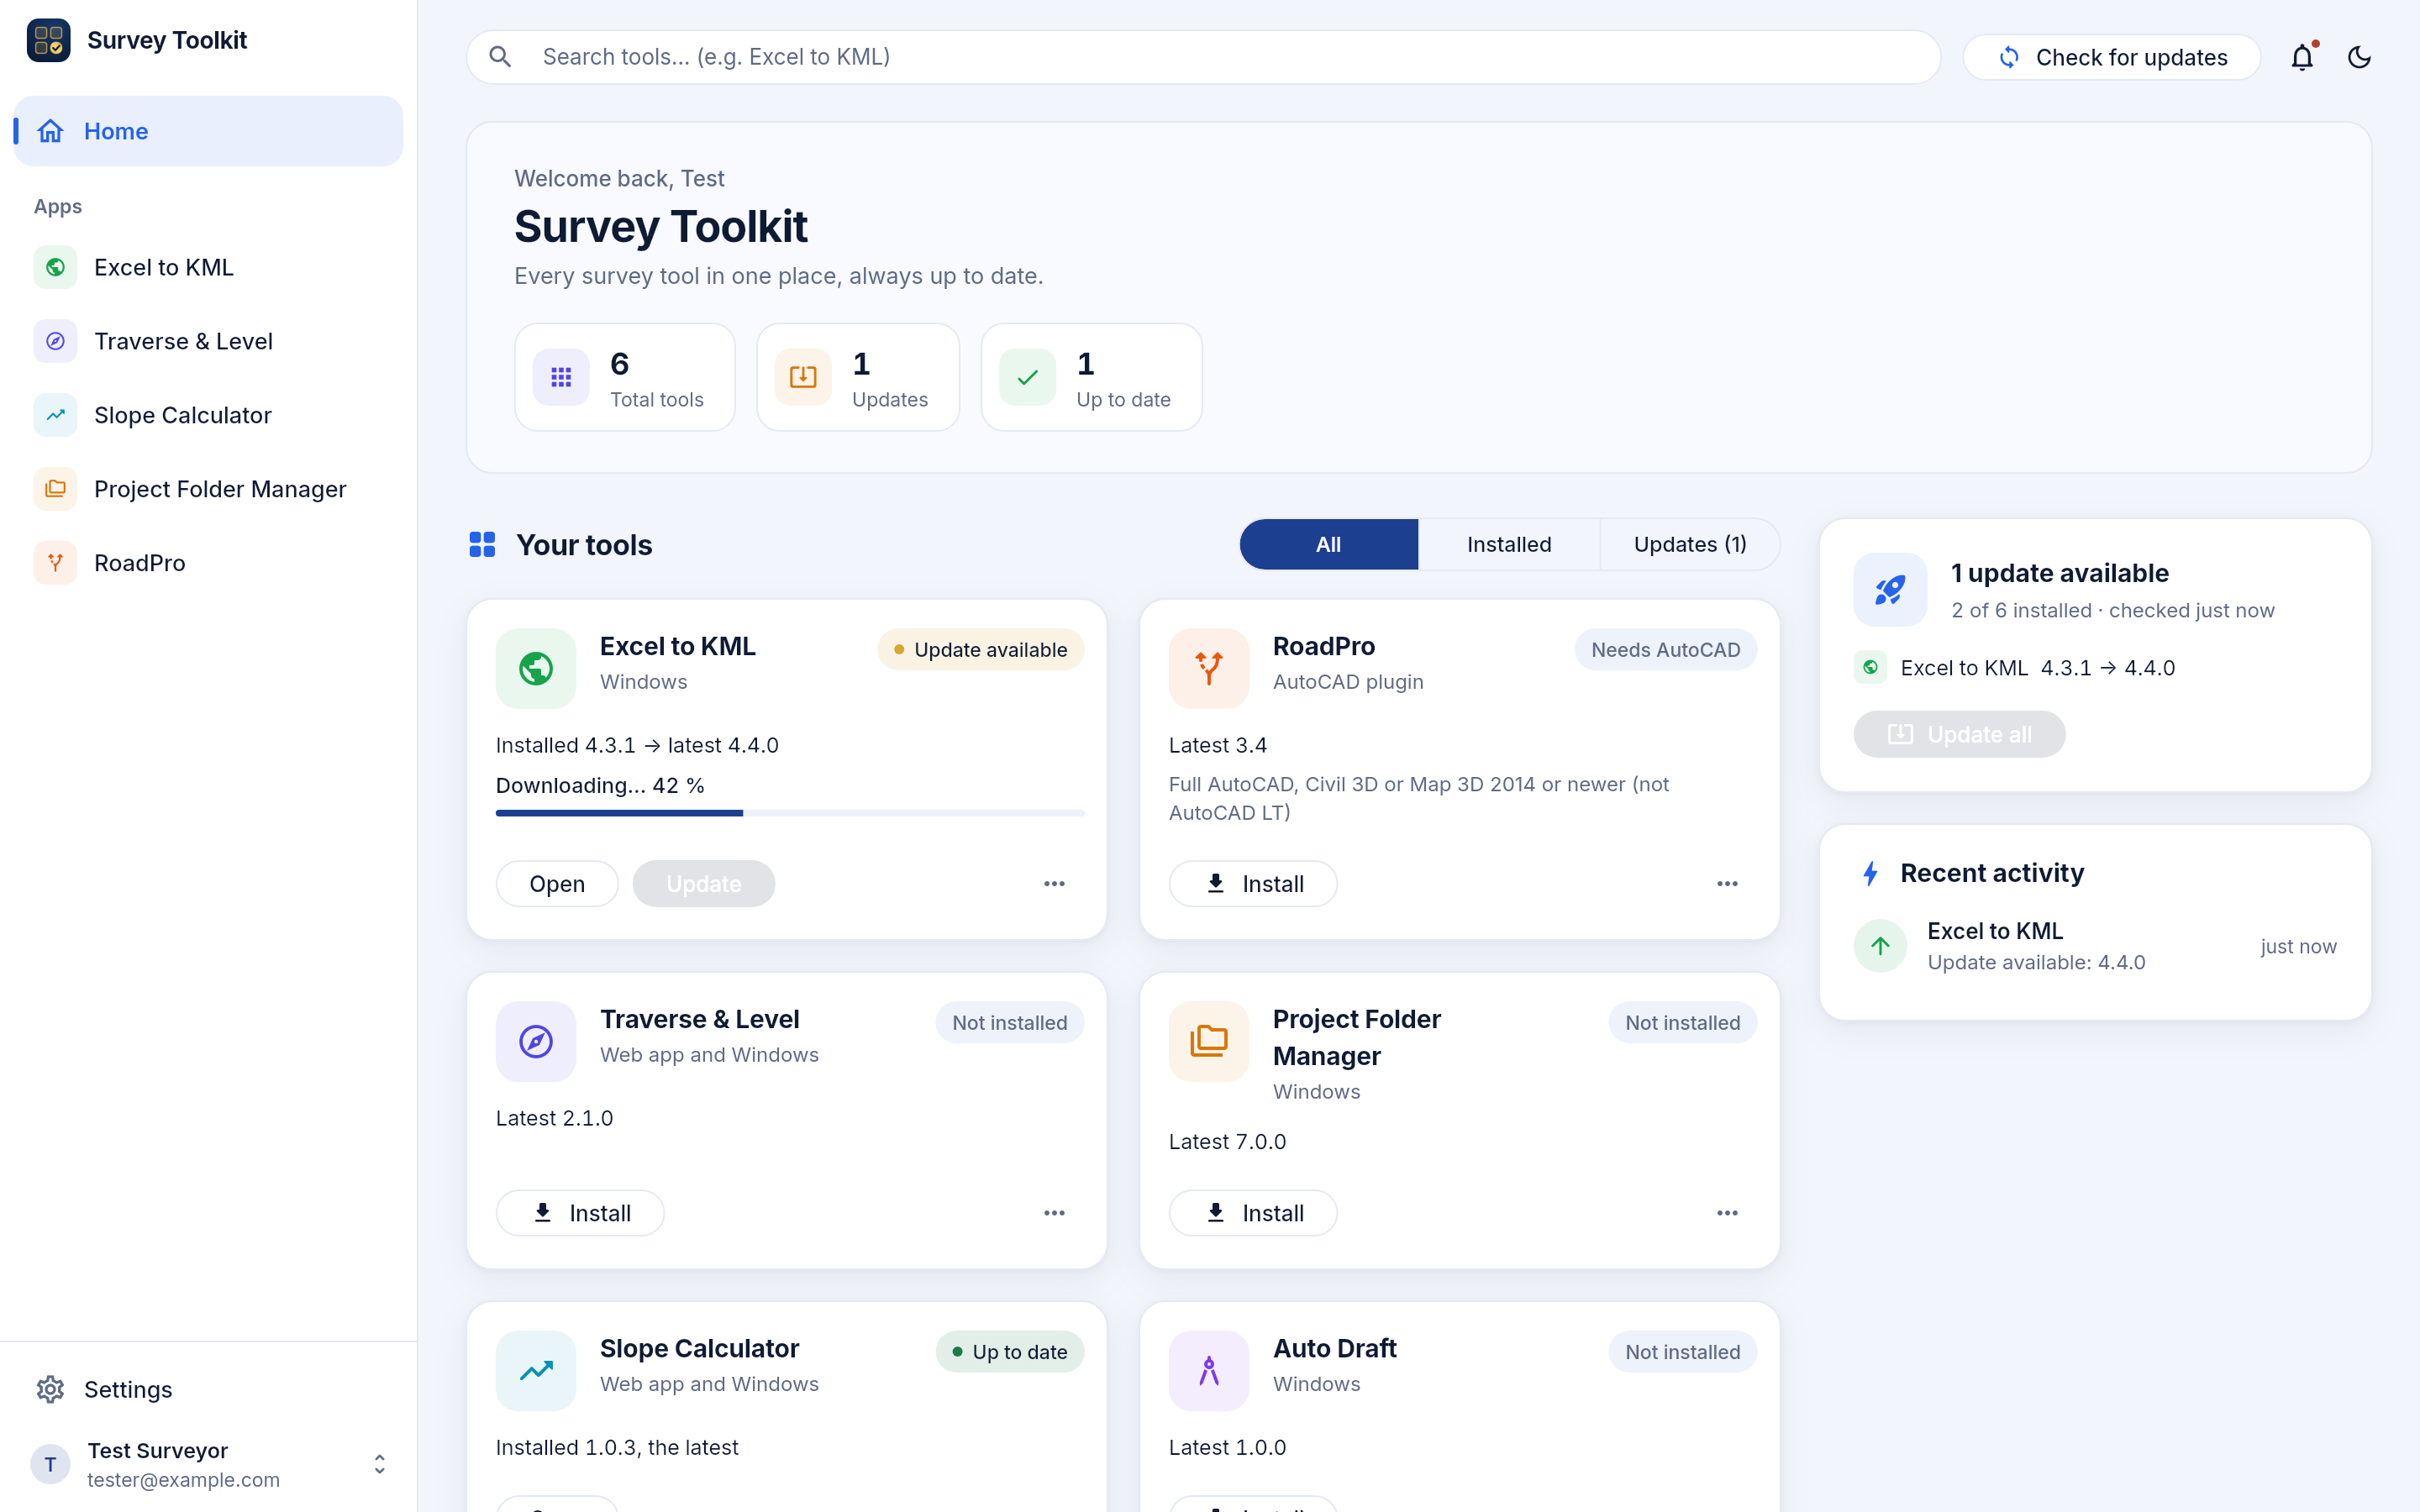 Survey Toolkit
Home
Apps
Excel to KML
Traverse & Level
Slope Calculator
Project Folder Manager
RoadPro
Settings
T
Test Surveyor
tester@example.com
Search tools... (e.g. Excel to KML)
Check for updates
Welcome back, Test
Survey Toolkit
Every survey tool in one place, always up to date.
6
Total tools
1
Updates
1
Up to date
Your tools
All
Installed
Updates (1)
Excel to KML
Windows
Update available
Installed 4.3.1 → latest 4.4.0
Downloading... 42 %
Open
Update
RoadPro
AutoCAD plugin
Needs AutoCAD
Latest 3.4
Full AutoCAD, Civil 3D or Map 3D 2014 or newer (not
AutoCAD LT)
Install
Traverse & Level
Web app and Windows
Not installed
Latest 2.1.0
Install
Project Folder
Manager
Windows
Not installed
Latest 7.0.0
Install
Slope Calculator
Web app and Windows
Up to date
Installed 1.0.3, the latest
Auto Draft
Windows
Not installed
Latest 1.0.0
1 update available
2 of 6 installed · checked just now
Excel to KML 4.3.1 → 4.4.0
Update all
Recent activity
Excel to KML
Update available: 4.4.0
just now